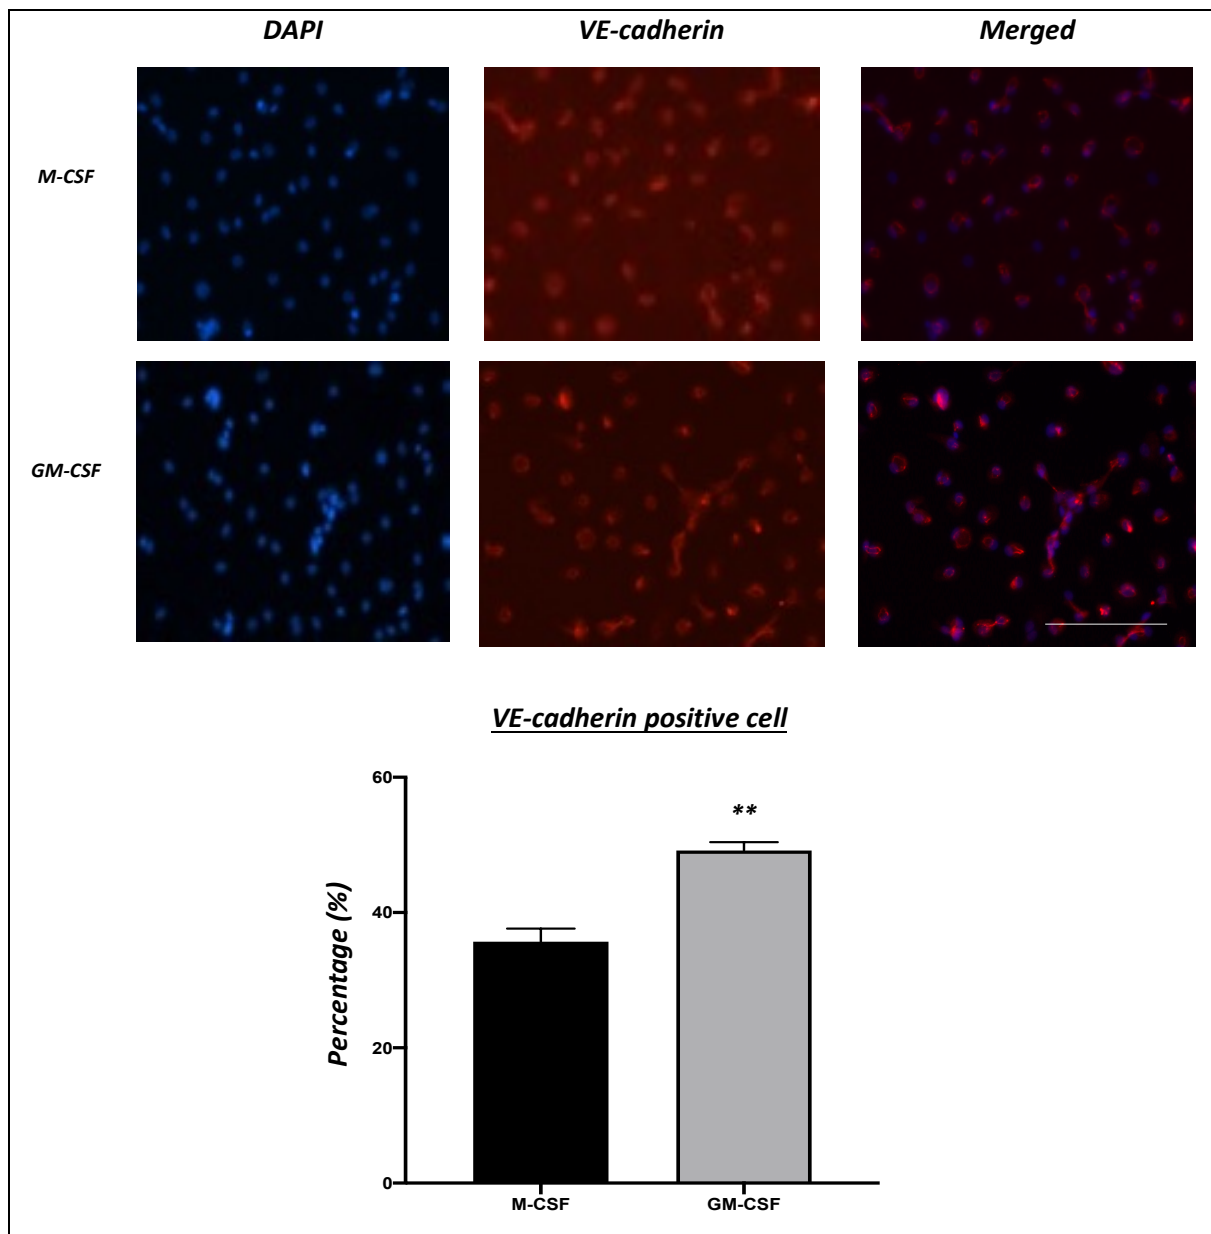 DAPI VE-cadherin Merged
M-CSF
GM-CSF
VE-cadherin positive cell
60
**
40
Percentage (%)
20
0
M-CSF GM-CSF